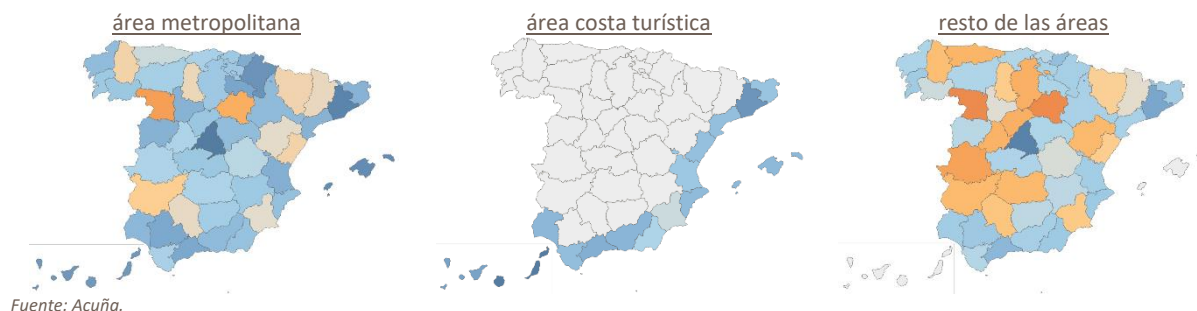 área metropolitana
área costa turística
resto de las áreas
Fuente: Acuña.